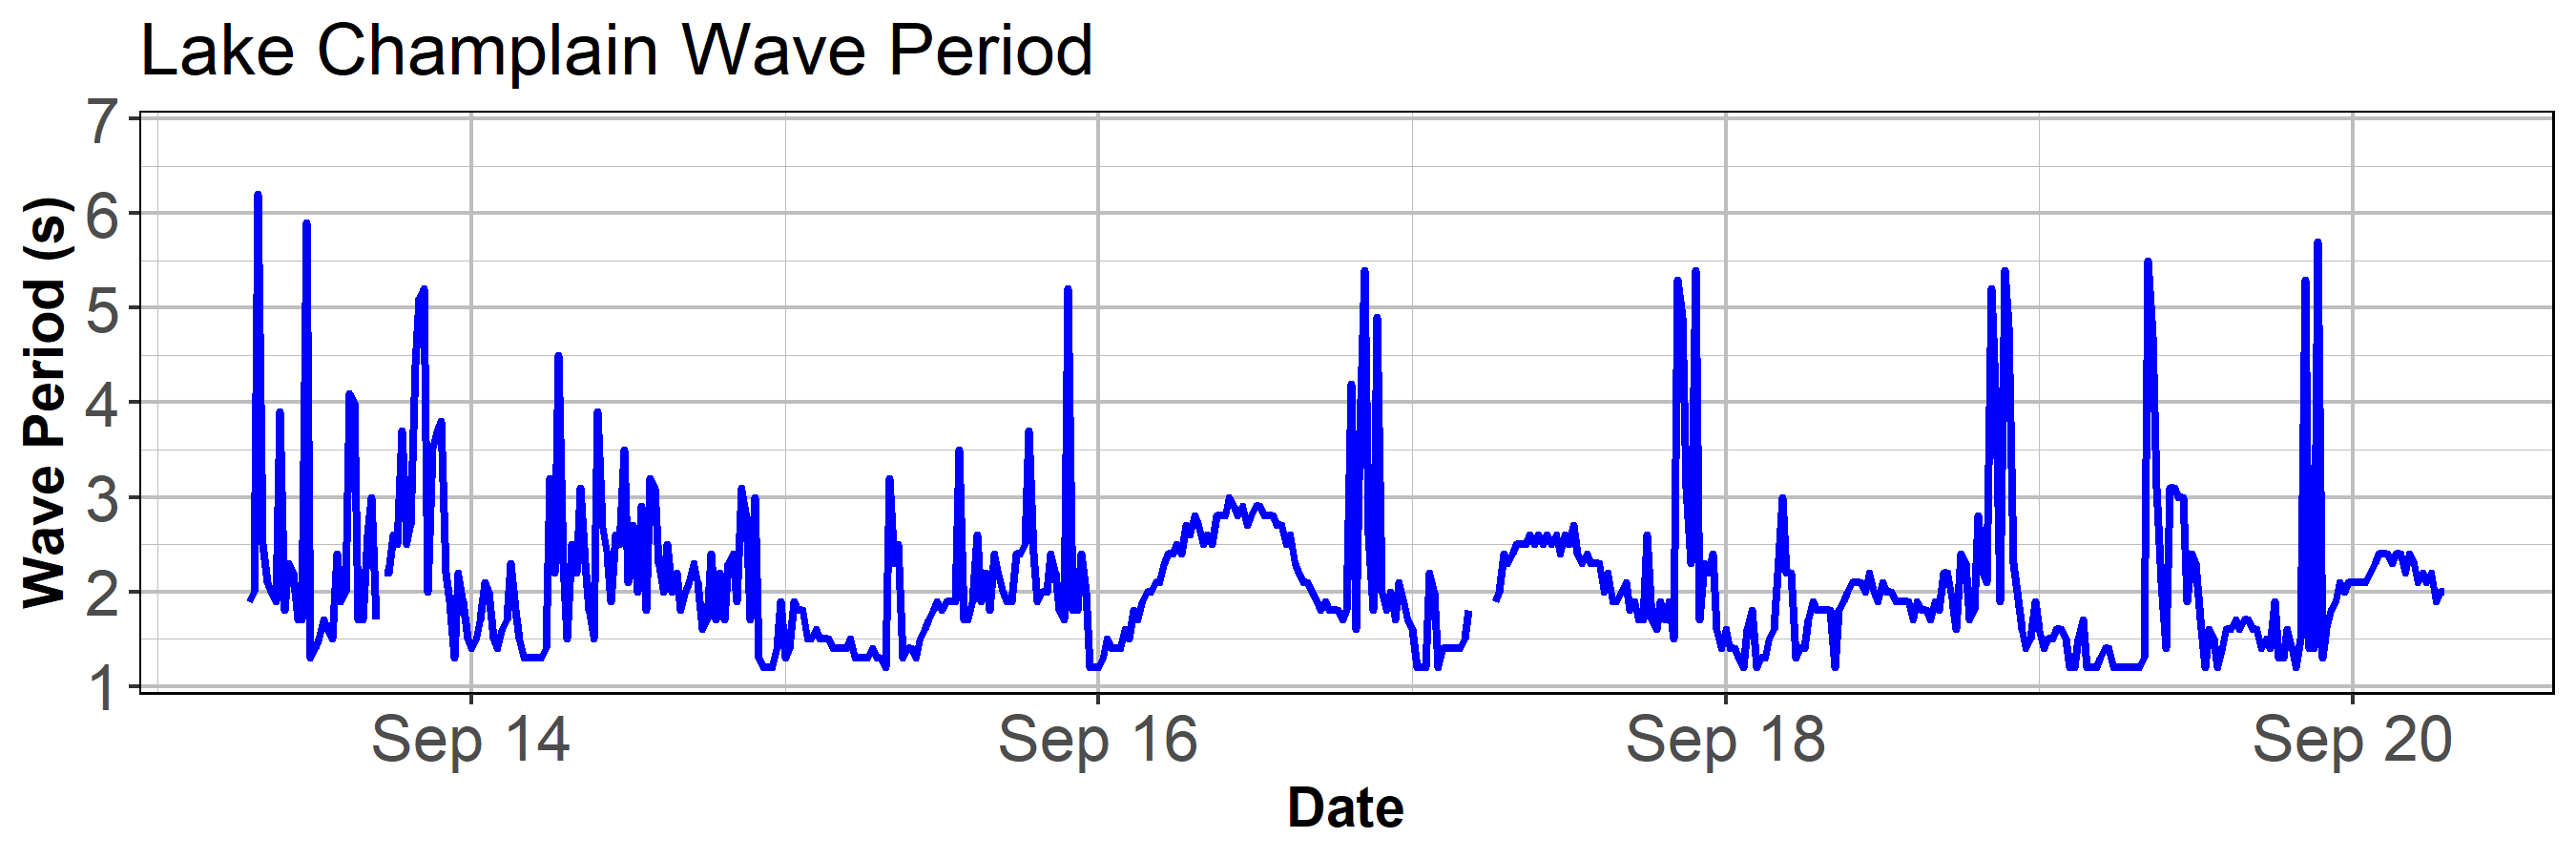 Lake Champlain Wave Period
Wave Period (s)
7
6
5
4
3
2
1
Sep 14
Sep 16
Sep 18
Sep 20
Date